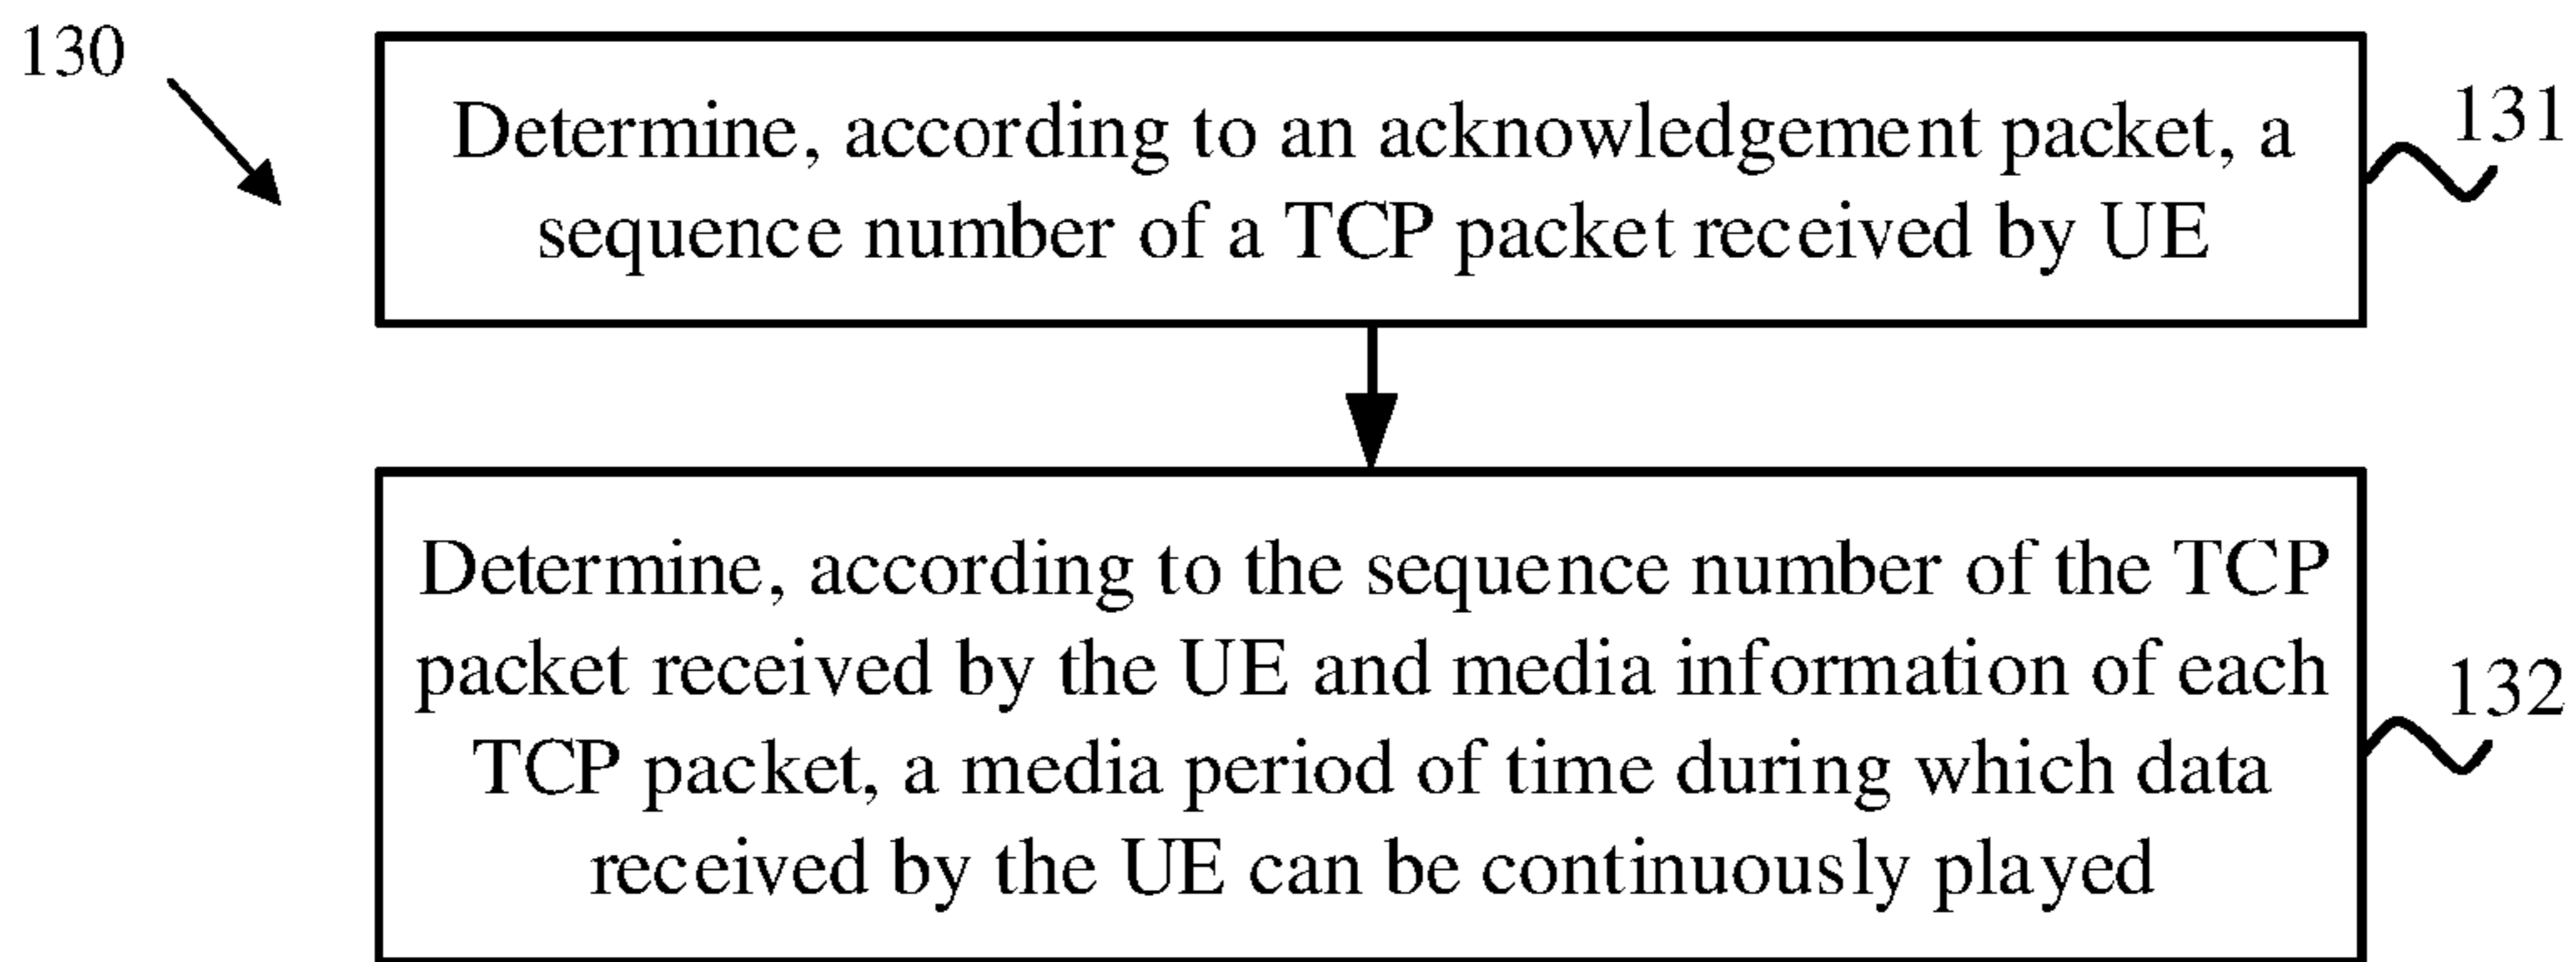 130
Determine, according to an acknowledgement packet, a
sequence number of a TCP packet received by UE
131
Determine, according to the sequence number of the TCP
packet received by the UE and media information of each
TCP packet, a media period of time during which data
received by the UE can be continuously played
132